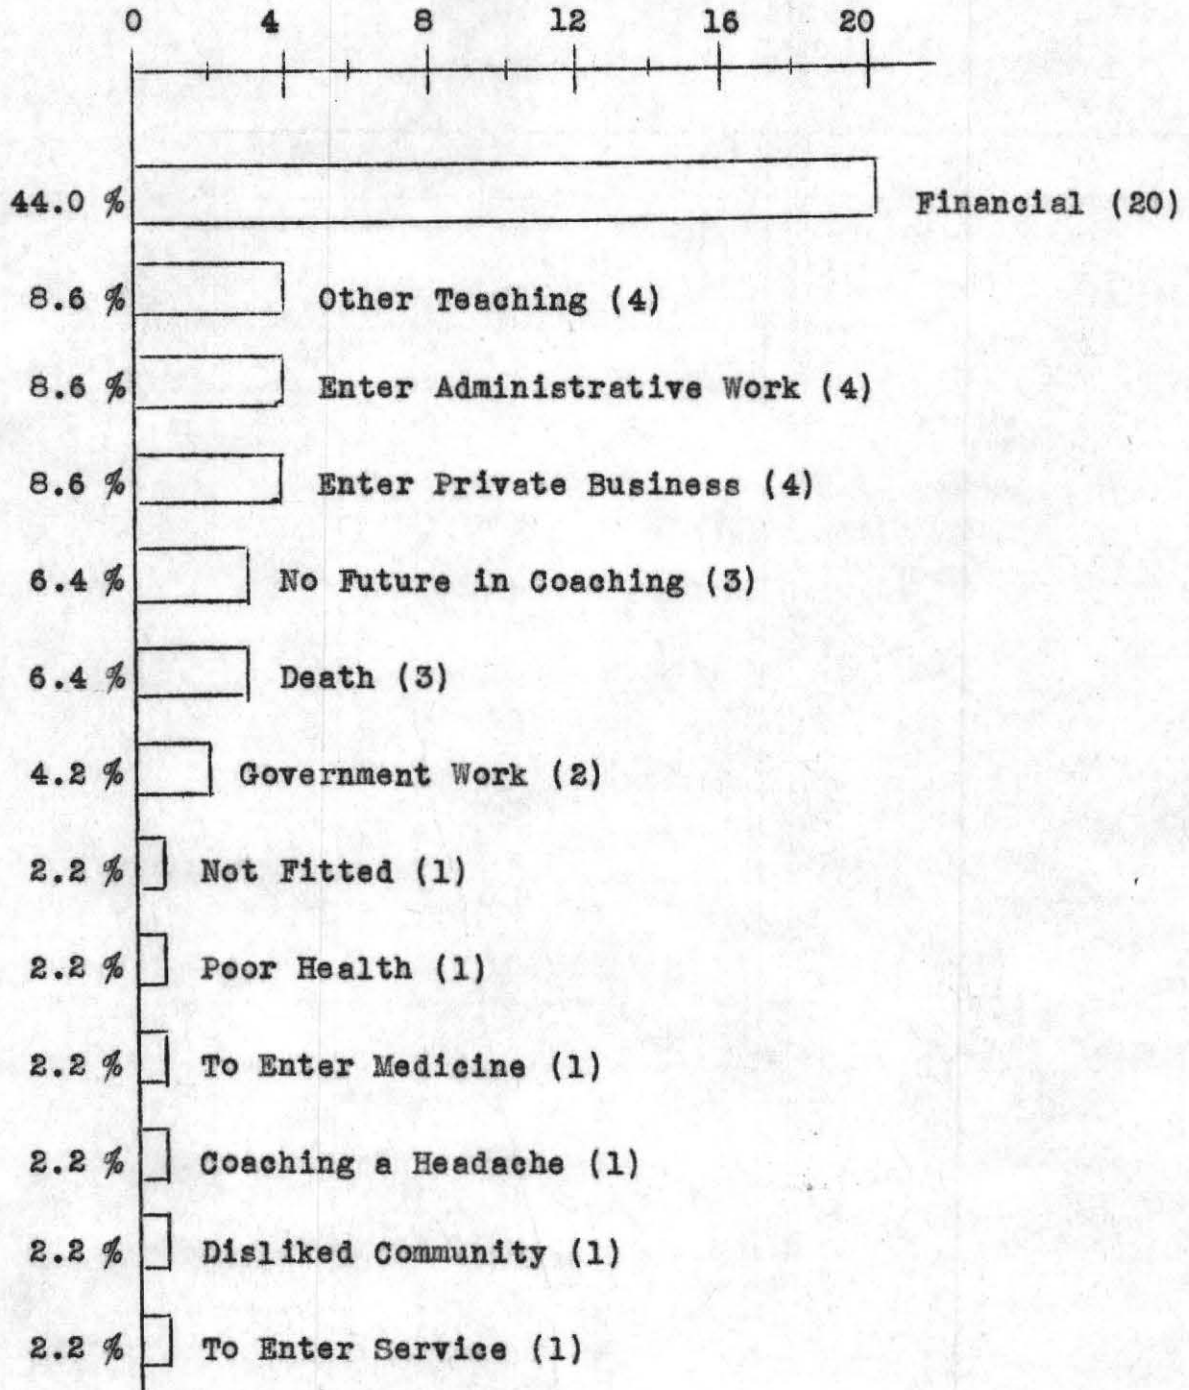 0 4 8 12 16 20
44.0 % Financial (20)
8.6 % Other Teaching (4)
8.6 % Enter Administrative Work (4)
8.6 % Enter Private Business (4)
6.4 % No Future in Coaching (3)
6.4 % Death (3)
4.2 % Government Work (2)
2.2 % Not Fitted (1)
2.2 % Poor Health (1)
2.2 % To Enter Medicine (1)
2.2 % Coaching a Headache (1)
2.2 % Disliked Community (1)
2.2 % To Enter Service (1)